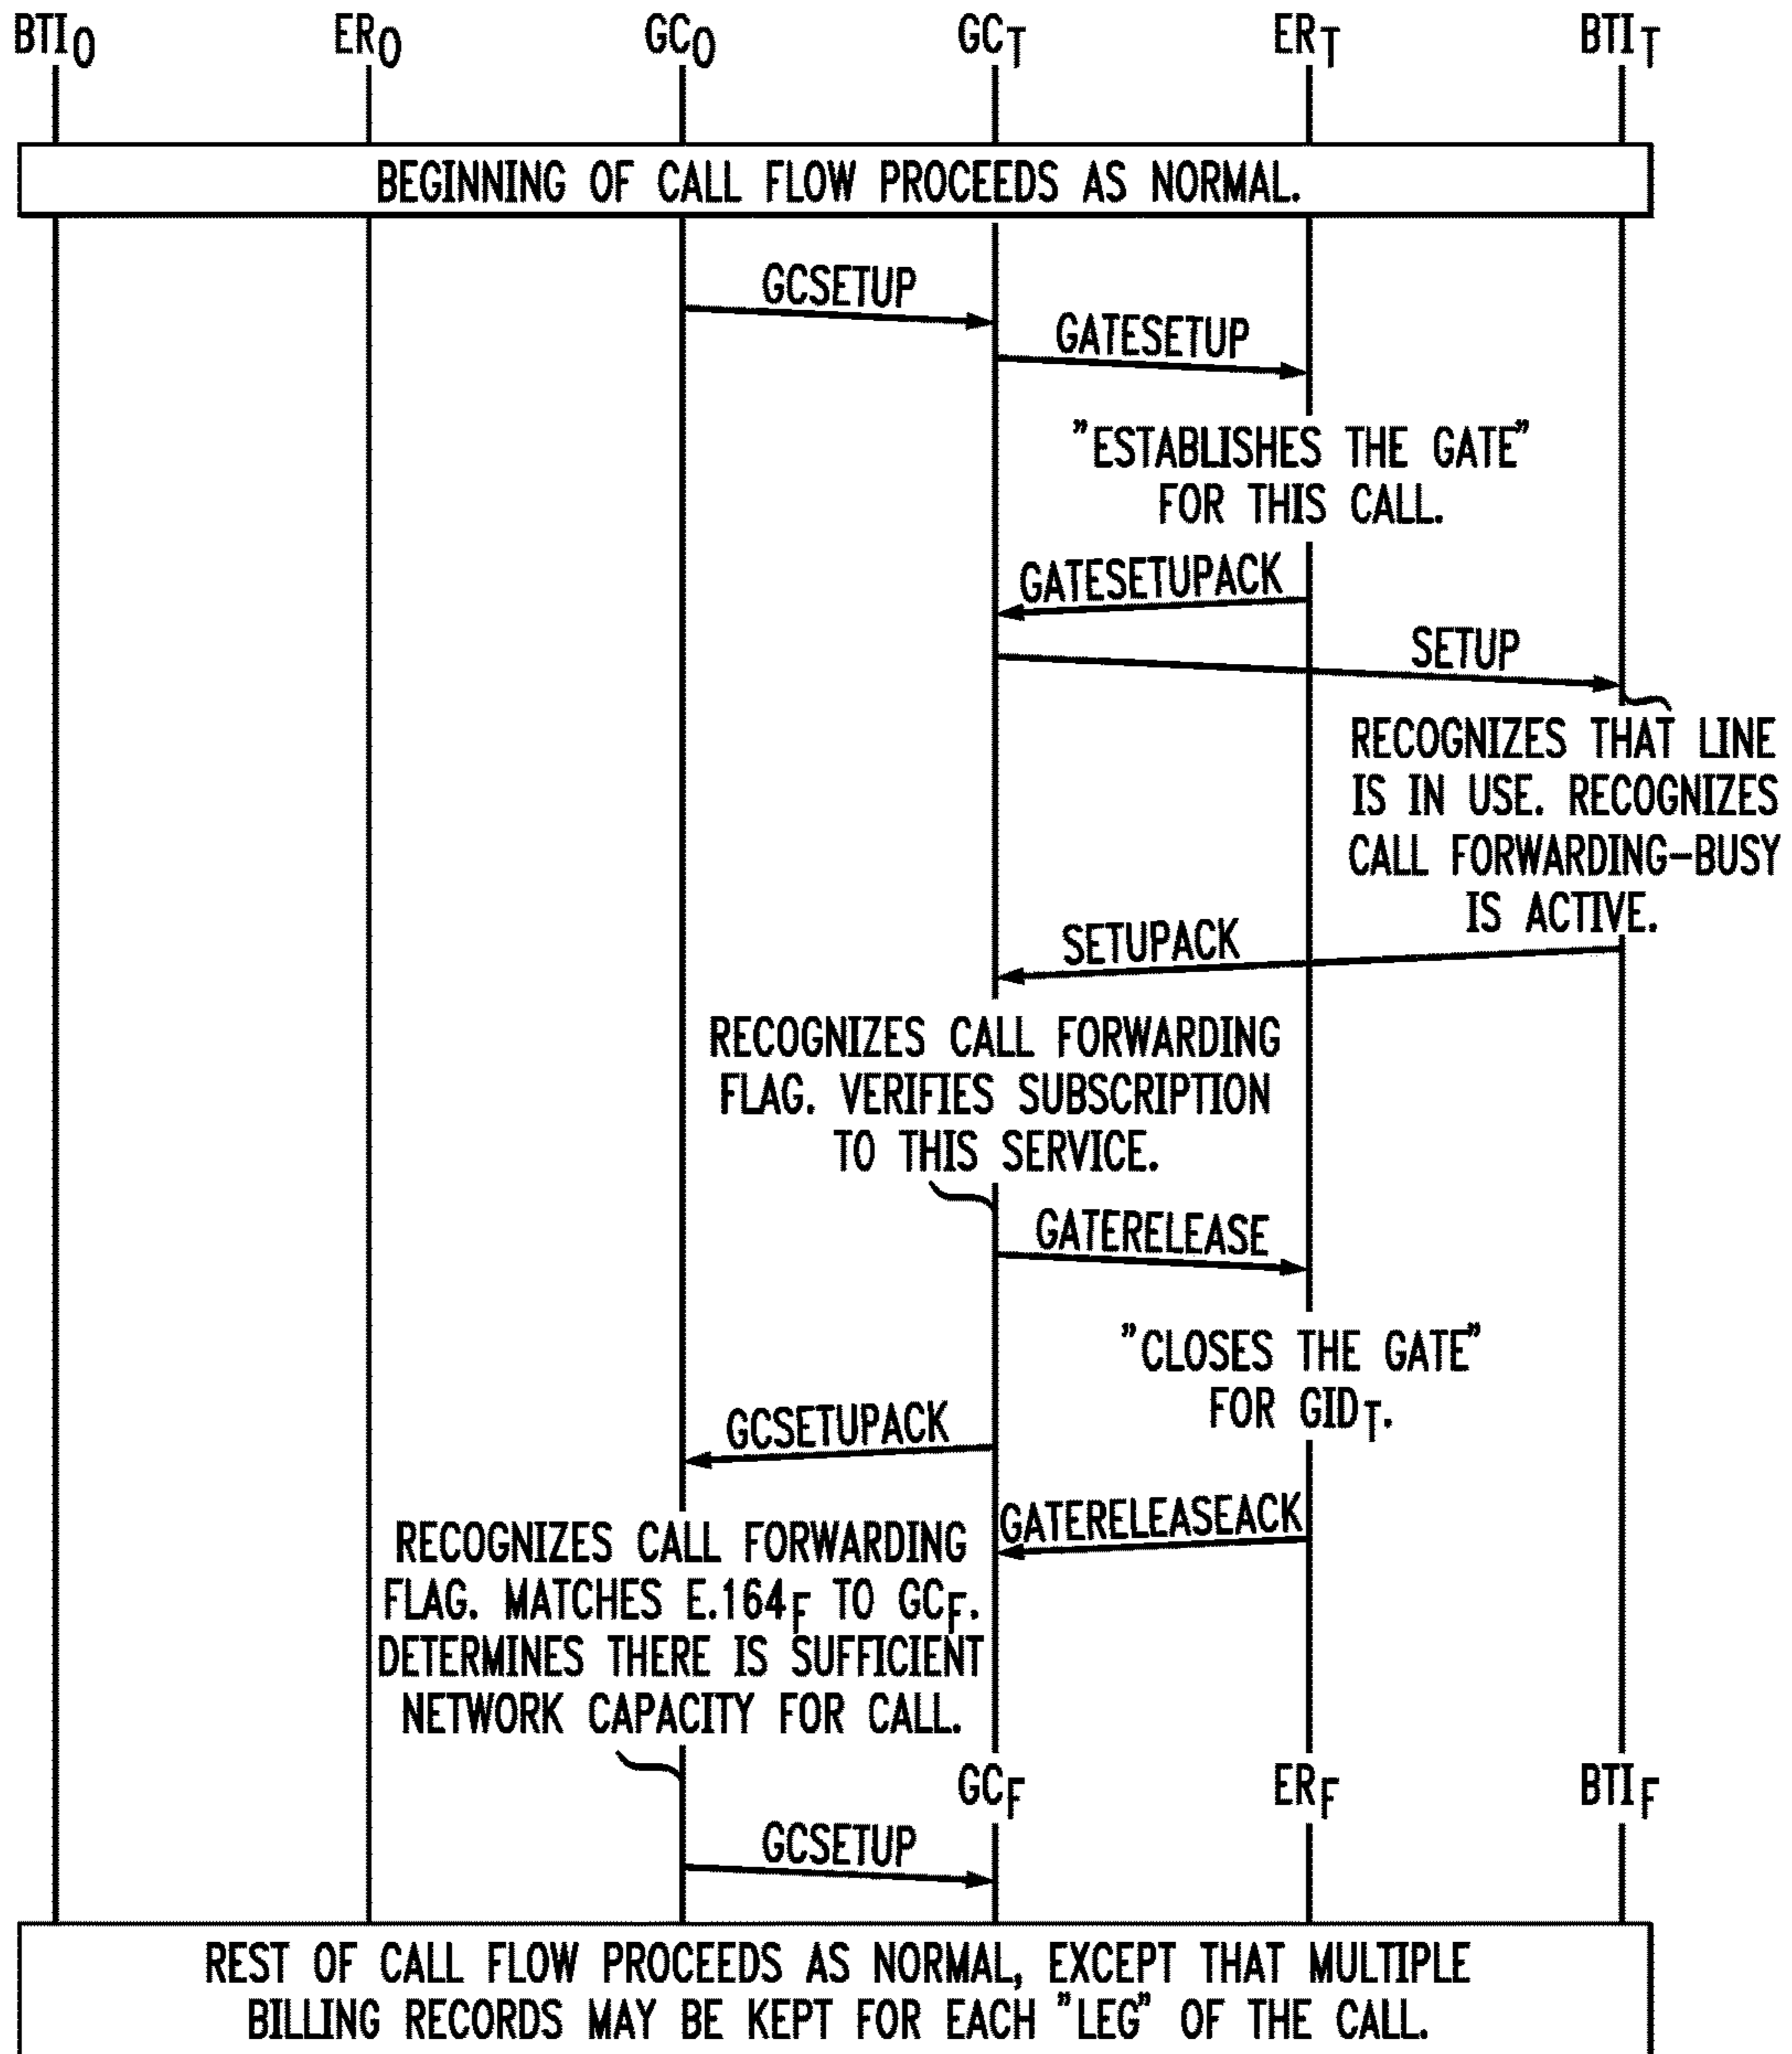 BTIO ERO GCO GCT ERT BTIT
BEGINNING OF CALL FLOW PROCEEDS AS NORMAL.
GCSETUP
GATESETUP
"ESTABLISHES THE GATE"
FOR THIS CALL.
GATESETUPACK
SETUP
RECOGNIZES THAT LINE
IS IN USE. RECOGNIZES
CALL FORWARDING-BUSY
IS ACTIVE.
SETUPACK
RECOGNIZES CALL FORWARDING
FLAG. VERIFIES SUBSCRIPTION
TO THIS SERVICE.
GATERELEASE
"CLOSES THE GATE"
FOR GIDT.
GCSETUPACK
GATERELEASEACK
RECOGNIZES CALL FORWARDING
FLAG. MATCHES E.164F TO GCF.
DETERMINES THERE IS SUFFICIENT
NETWORK CAPACITY FOR CALL.
GCF ERF BTIF
GCSETUP
REST OF CALL FLOW PROCEEDS AS NORMAL, EXCEPT THAT MULTIPLE
BILLING RECORDS MAY BE KEPT FOR EACH "LEG" OF THE CALL.